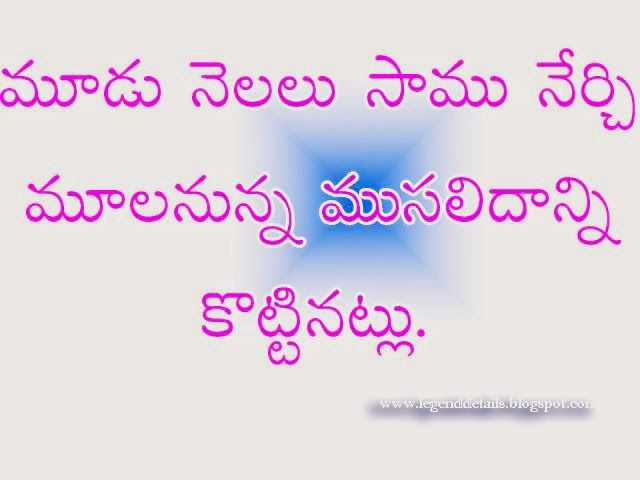 మూడు నెలలు సాము నేర్చి
మూలనున్న ముసలిదాన్ని
కొట్టినట్లు.
www.legenddetails.blogspot.com